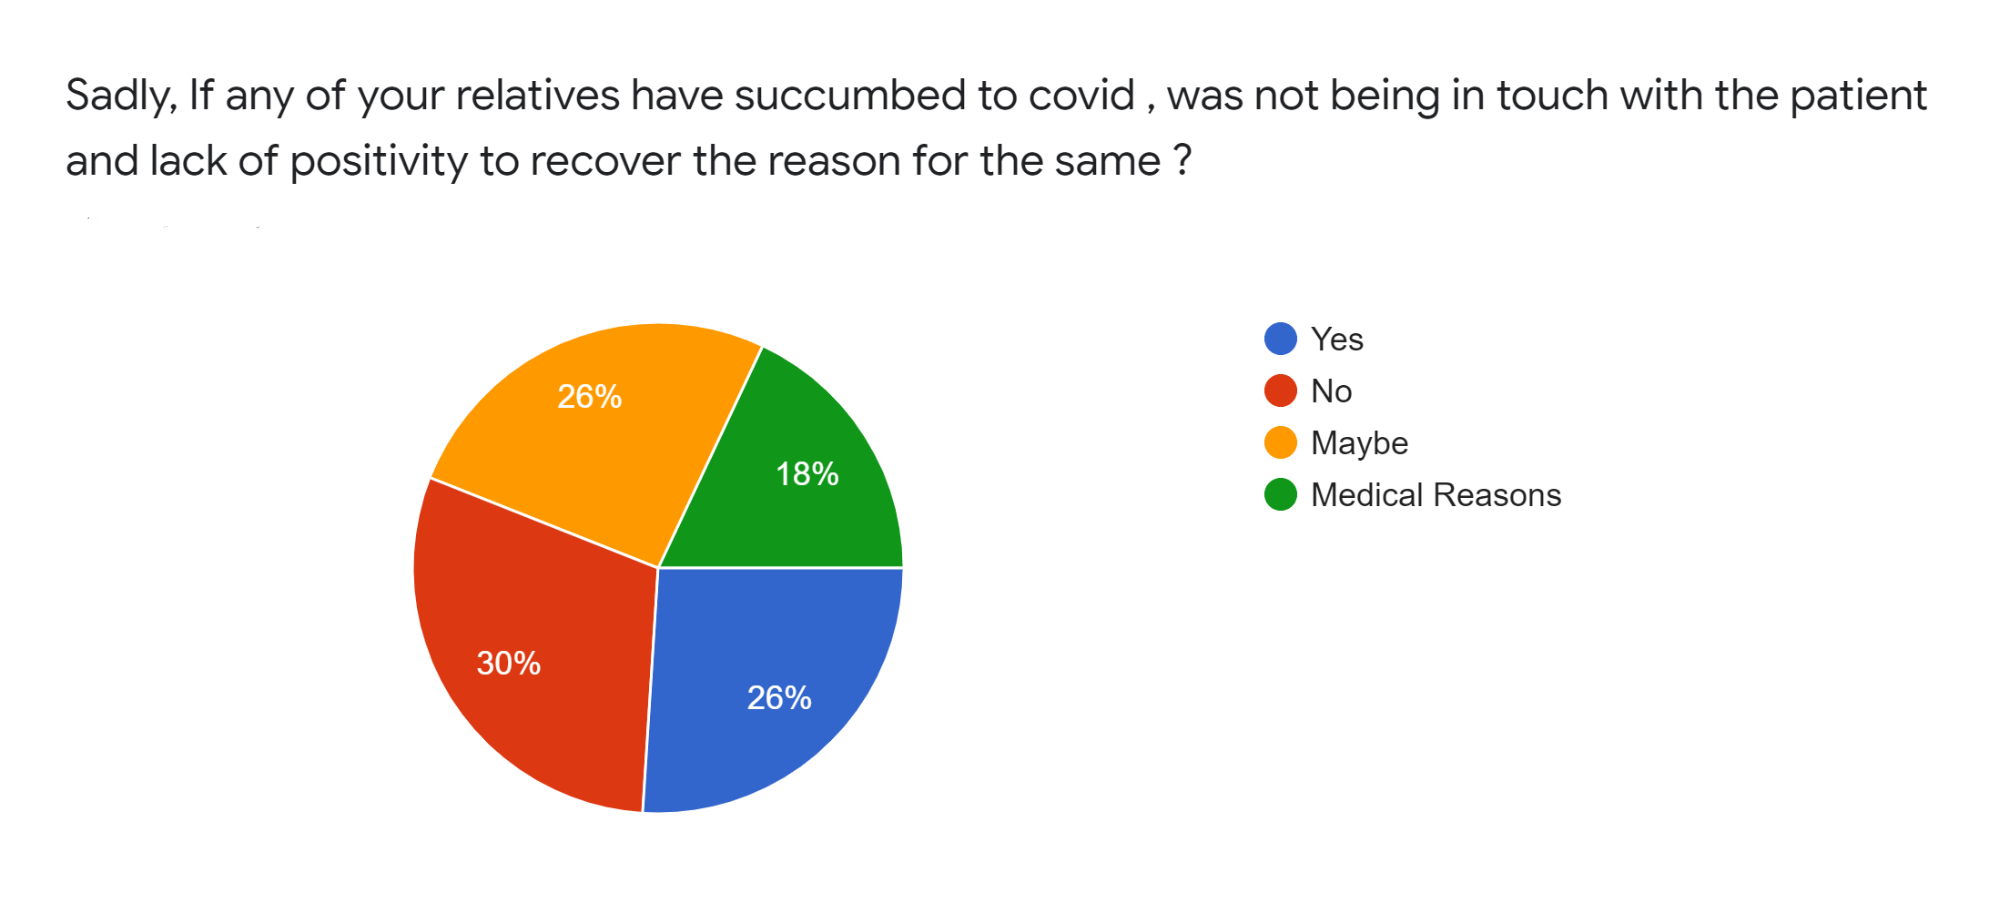 Sadly, If any of your relatives have succumbed to covid , was not being in touch with the patient
and lack of positivity to recover the reason for the same ?
Yes
No
Maybe
Medical Reasons
26%
18%
30%
26%